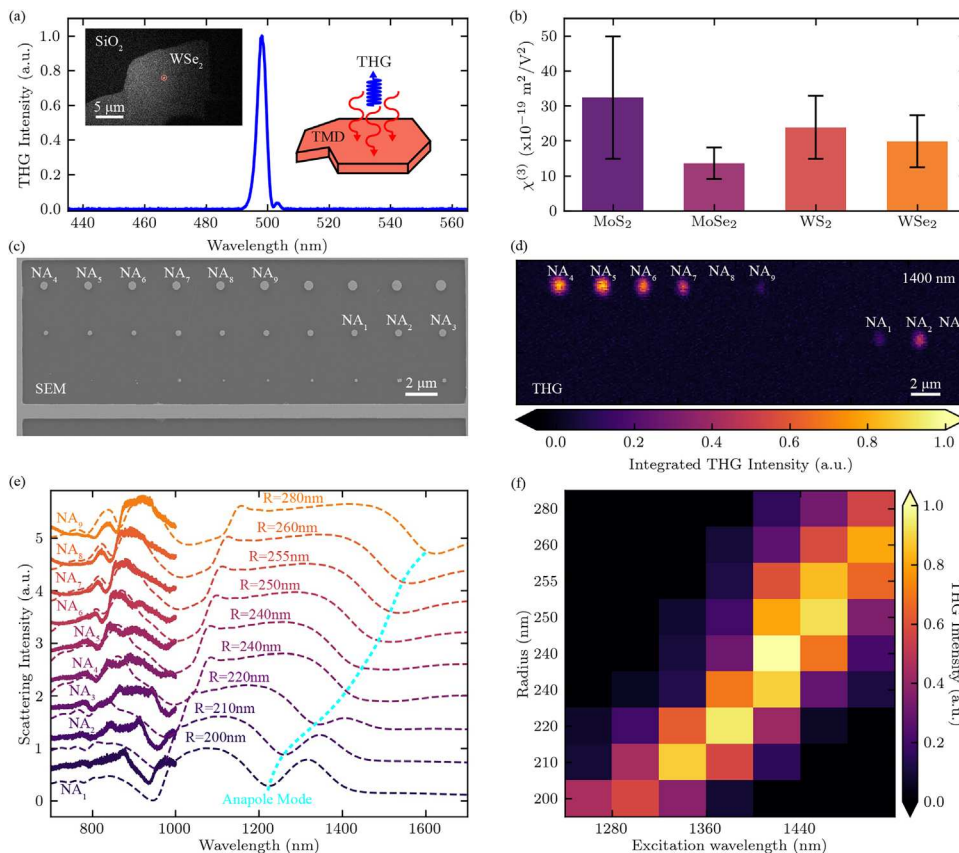 (a)
THG Intensity (a.u.)
1.0
0.8
0.6
0.4
0.2
0.0
SiO₂
WSe₂
5 μm
THG
TMD
440 460 480 500 520 540 560
Wavelength (nm)
(b)
χ⁽³⁾ (x10⁻¹⁹ m²/V²)
50
40
30
20
10
0
MoS₂ MoSe₂ WS₂ WSe₂
(c)
NA₄ NA₅ NA₆ NA₇ NA₈ NA₉
NA₁ NA₂ NA₃
SEM
2 μm
(d)
NA₄ NA₅ NA₆ NA₇ NA₈ NA₉
1400 nm
NA₁ NA₂ NA
THG
2 μm
0.0 0.2 0.4 0.6 0.8 1.0
Integrated THG Intensity (a.u.)
(e)
Scattering Intensity (a.u.)
5
4
3
2
1
0
NA₉ R=280nm
NA₈ R=260nm
NA₇ R=255nm
NA₆ R=250nm
NA₅ R=240nm
NA₄ R=240nm
NA₃ R=220nm
NA₂ R=210nm
NA₁ R=200nm
Anapole Mode
800 1000 1200 1400 1600
Wavelength (nm)
(f)
Radius (nm)
280
260
255
250
240
240
220
210
200
1280 1360 1440
Excitation wavelength (nm)
1.0
0.8
0.6
0.4
0.2
0.0
THG Intensity (a.u.)